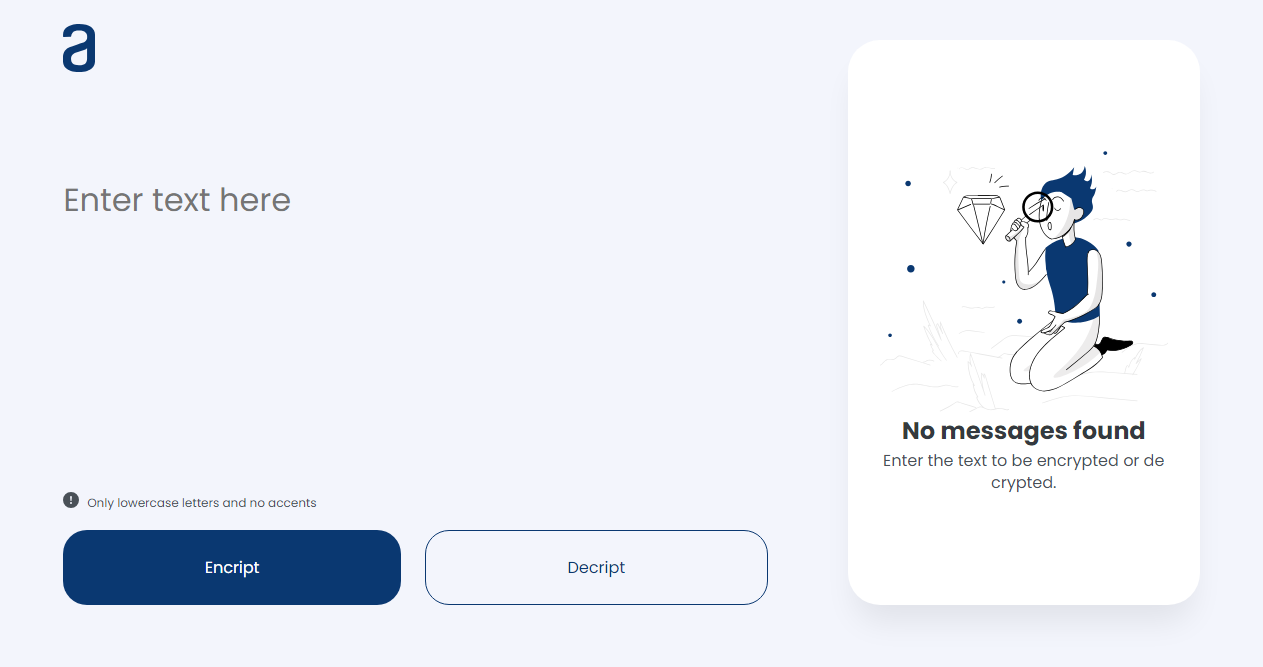 a
Enter text here
Only lowercase letters and no accents
Encript
Decript
No messages found
Enter the text to be encrypted or de
crypted.